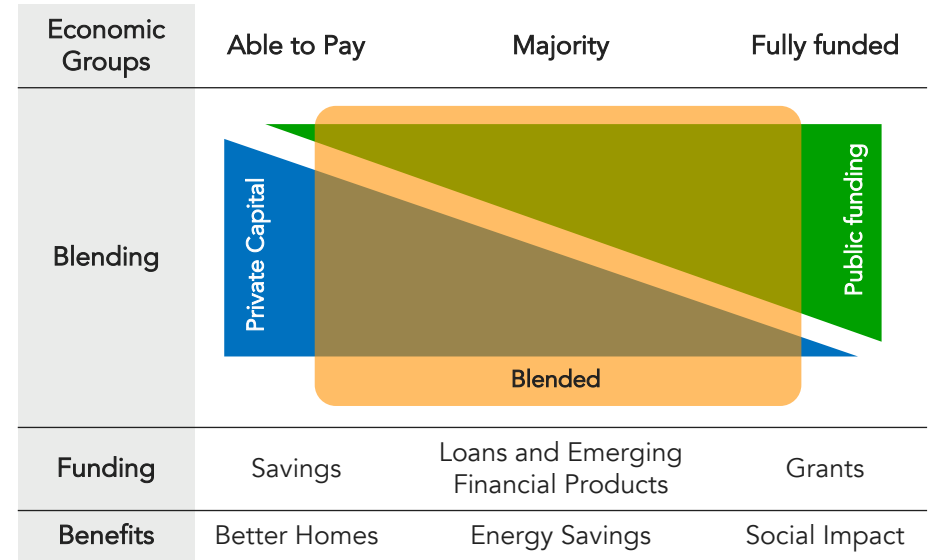 Economic
Groups
Able to Pay
Majority
Fully funded
Blending
Private Capital
Public funding
Blended
Funding
Savings
Loans and Emerging
Financial Products
Grants
Benefits
Better Homes
Energy Savings
Social Impact